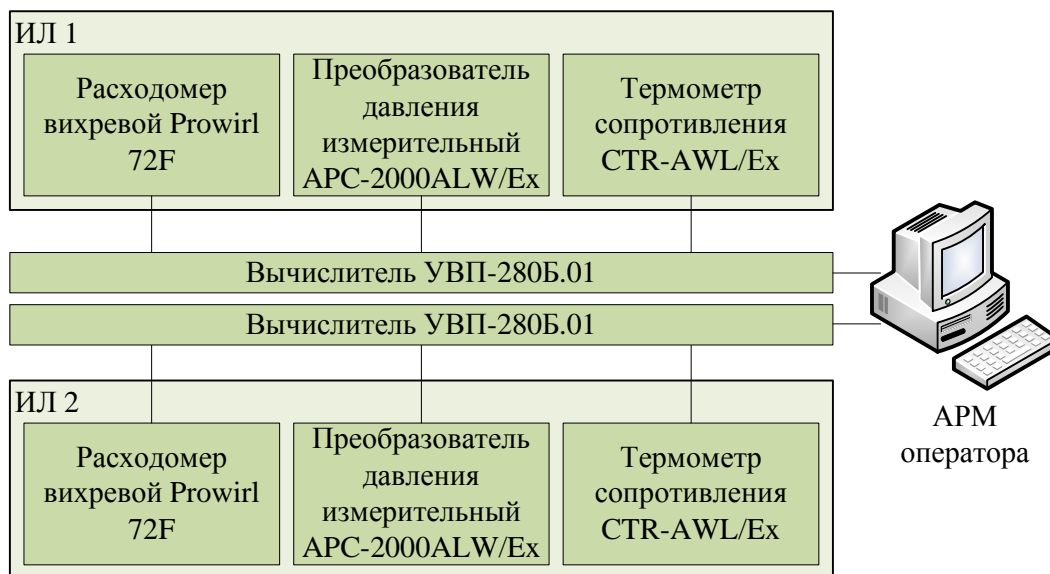 ИЛ 1
Расходомер
вихревой Prowirl
72F
Преобразователь
давления
измерительный
APC-2000ALW/Ex
Термометр
сопротивления
CTR-AWL/Ex
Вычислитель УВП-280Б.01
Вычислитель УВП-280Б.01
ИЛ 2
Расходомер
вихревой Prowirl
72F
Преобразователь
давления
измерительный
APC-2000ALW/Ex
Термометр
сопротивления
CTR-AWL/Ex
АРМ
оператора